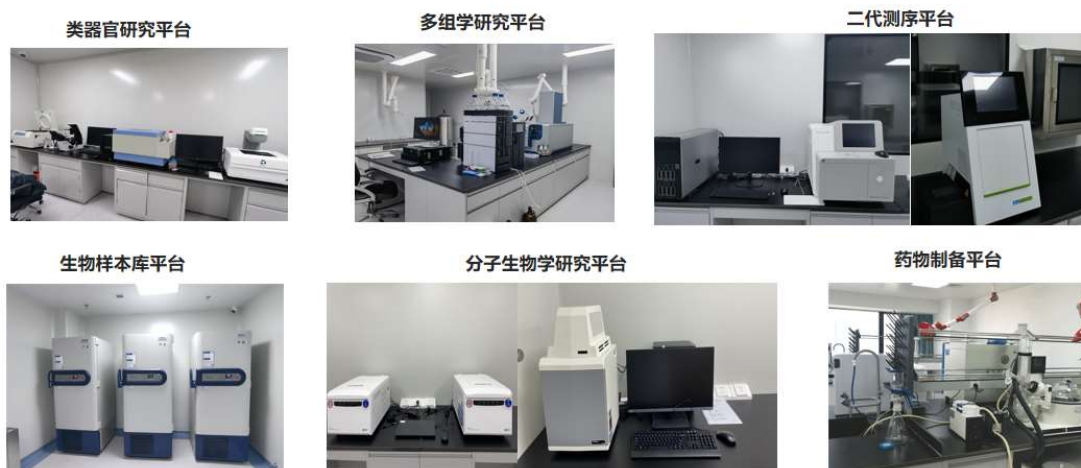 类器官研究平台
多组学研究平台
二代测序平台
生物样本库平台
分子生物学研究平台
药物制备平台